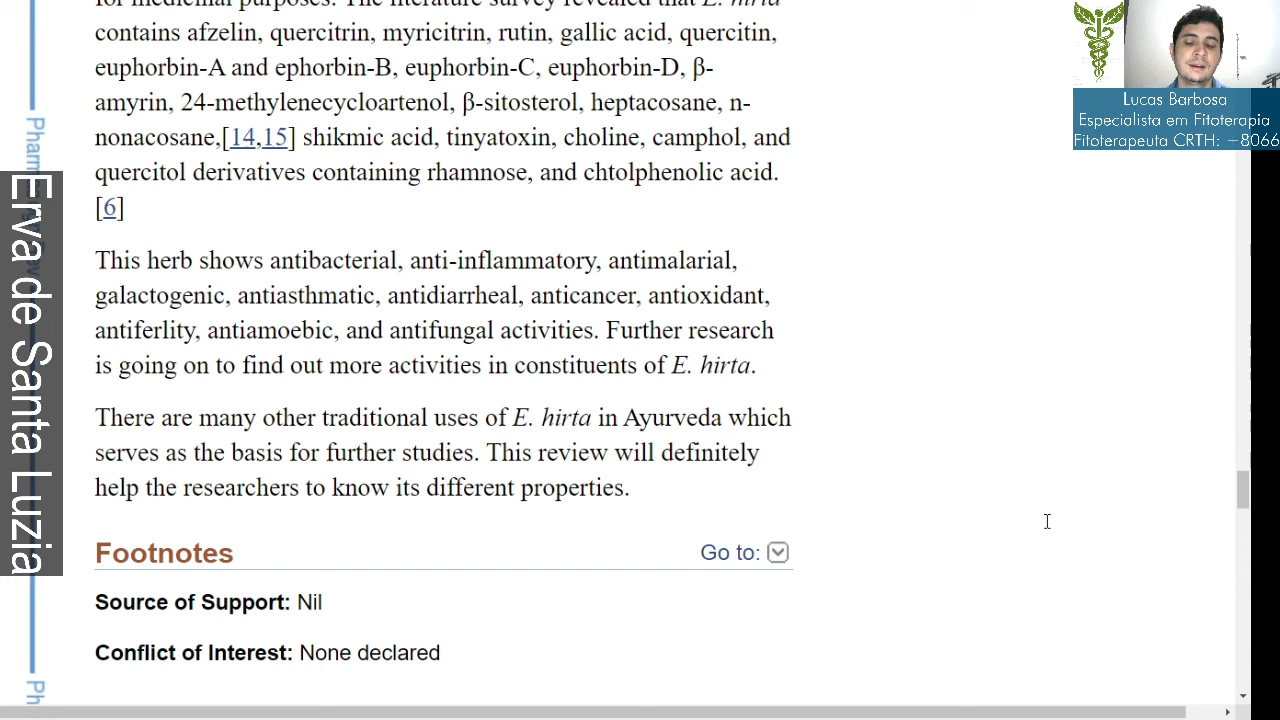 for medicinal purposes. The literature survey revealed that E. hirta
contains afzelin, quercitrin, myricitrin, rutin, gallic acid, quercitin,
euphorbin-A and ephorbin-B, euphorbin-C, euphorbin-D, β-
amyrin, 24-methylenecycloartenol, β-sitosterol, heptacosane, n-
nonacosane,[14,15] shikmic acid, tinyatoxin, choline, camphol, and
quercitol derivatives containing rhamnose, and chtolphenolic acid.
[6]
This herb shows antibacterial, anti-inflammatory, antimalarial,
galactogenic, antiasthmatic, antidiarrheal, anticancer, antioxidant,
antiferlity, antiamoebic, and antifungal activities. Further research
is going on to find out more activities in constituents of E. hirta.
There are many other traditional uses of E. hirta in Ayurveda which
serves as the basis for further studies. This review will definitely
help the researchers to know its different properties.
Footnotes
Go to:
Source of Support: Nil
Conflict of Interest: None declared
Lucas Barbosa
Especialista em Fitoterapia
Fitoterapeuta CRTH: –8066
Erva de Santa Luzia
Ph